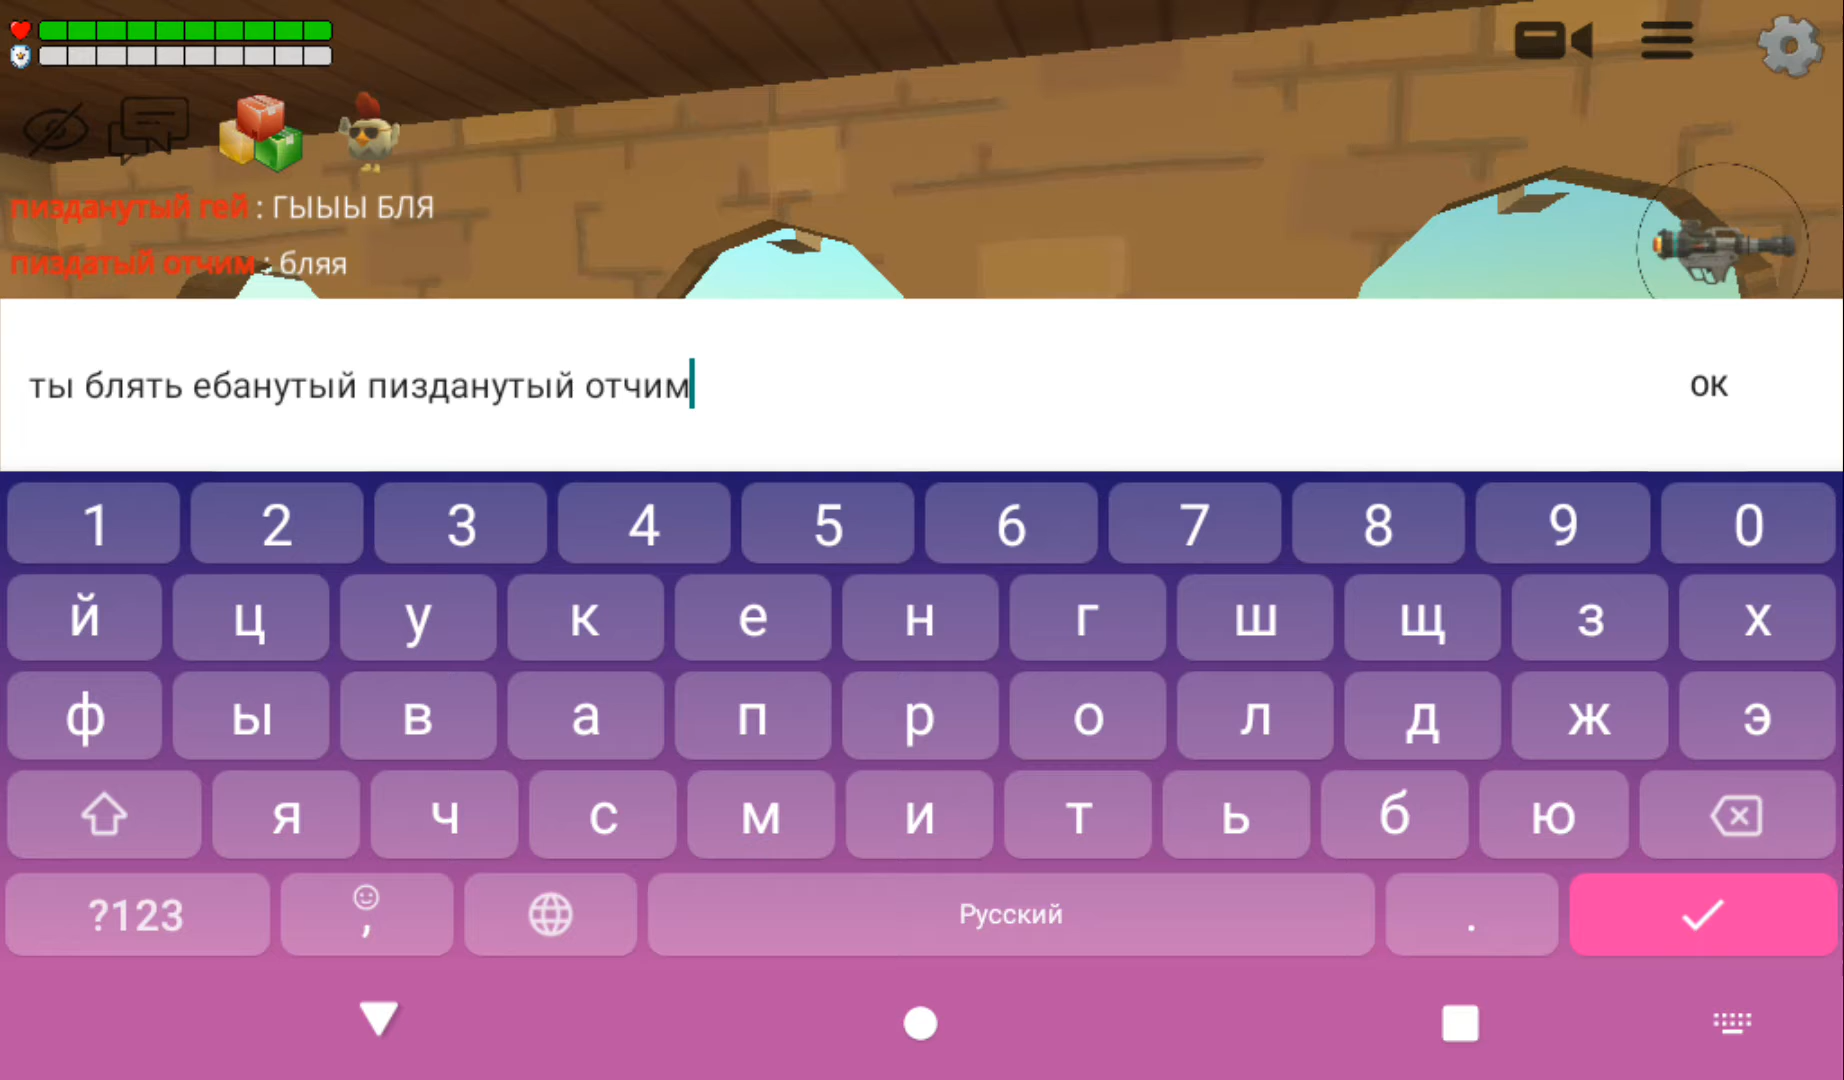 пизданутый гей : ГЫЫЫ БЛЯ
пиздатый отчим : бляя
ты блять ебанутый пизданутый отчим
ОК
1 2 3 4 5 6 7 8 9 0
й ц у к е н г ш щ з х
ф ы в а п р о л д ж э
я ч с м и т ь б ю
?123 , Русский .